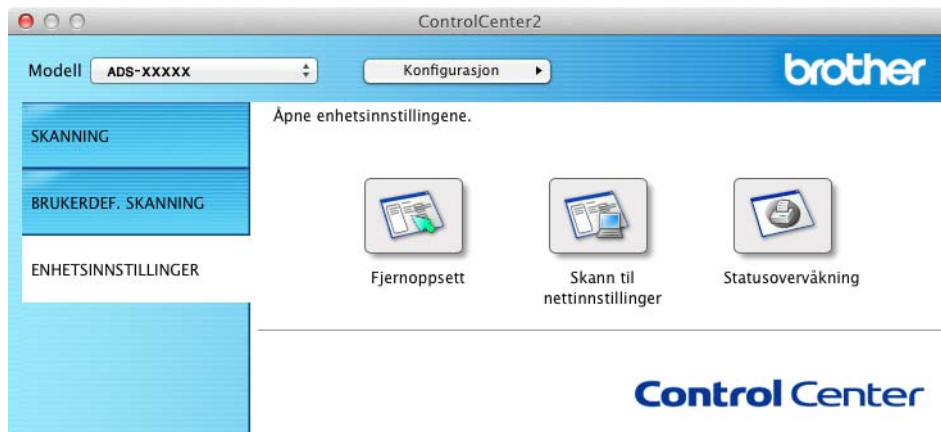 ControlCenter2
Modell ADS-XXXXX Konfigurasjon brother
SKANNING
BRUKERDEF. SKANNING
ENHETSINNSTILLINGER
Åpne enhetsinnstillingene.
Fjernoppsett
Skann til
nettinnstillinger
Statusovervåkning
Control Center